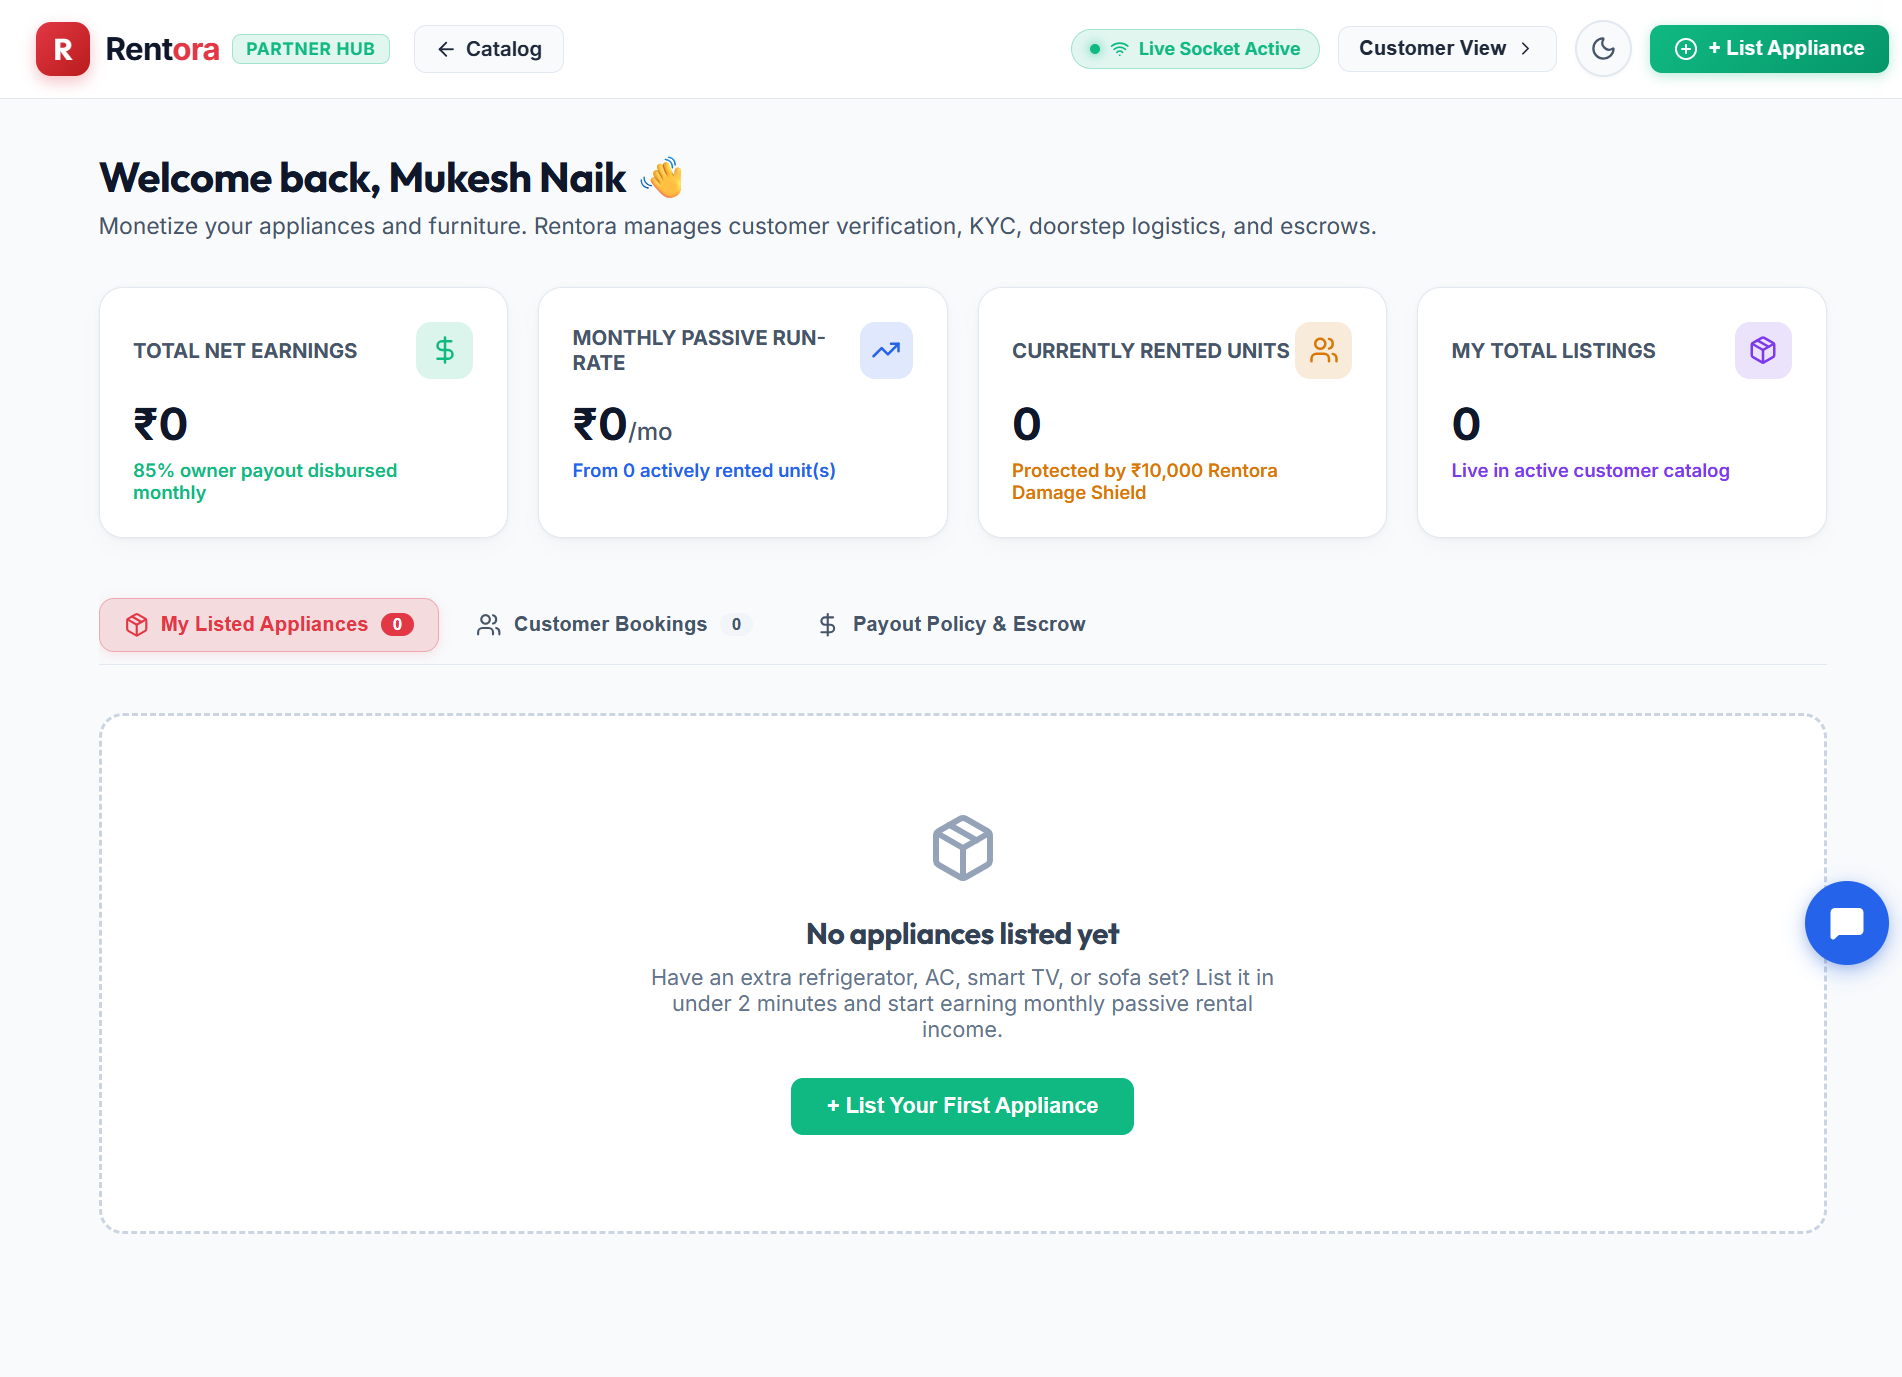 R Rentora PARTNER HUB Catalog Live Socket Active Customer View + List Appliance
Welcome back, Mukesh Naik 👋
Monetize your appliances and furniture. Rentora manages customer verification, KYC, doorstep logistics, and escrows.
TOTAL NET EARNINGS
₹0
85% owner payout disbursed
monthly
MONTHLY PASSIVE RUN-
RATE
₹0/mo
From 0 actively rented unit(s)
CURRENTLY RENTED UNITS
0
Protected by ₹10,000 Rentora
Damage Shield
MY TOTAL LISTINGS
0
Live in active customer catalog
My Listed Appliances 0 Customer Bookings 0 Payout Policy & Escrow
No appliances listed yet
Have an extra refrigerator, AC, smart TV, or sofa set? List it in
under 2 minutes and start earning monthly passive rental
income.
+ List Your First Appliance